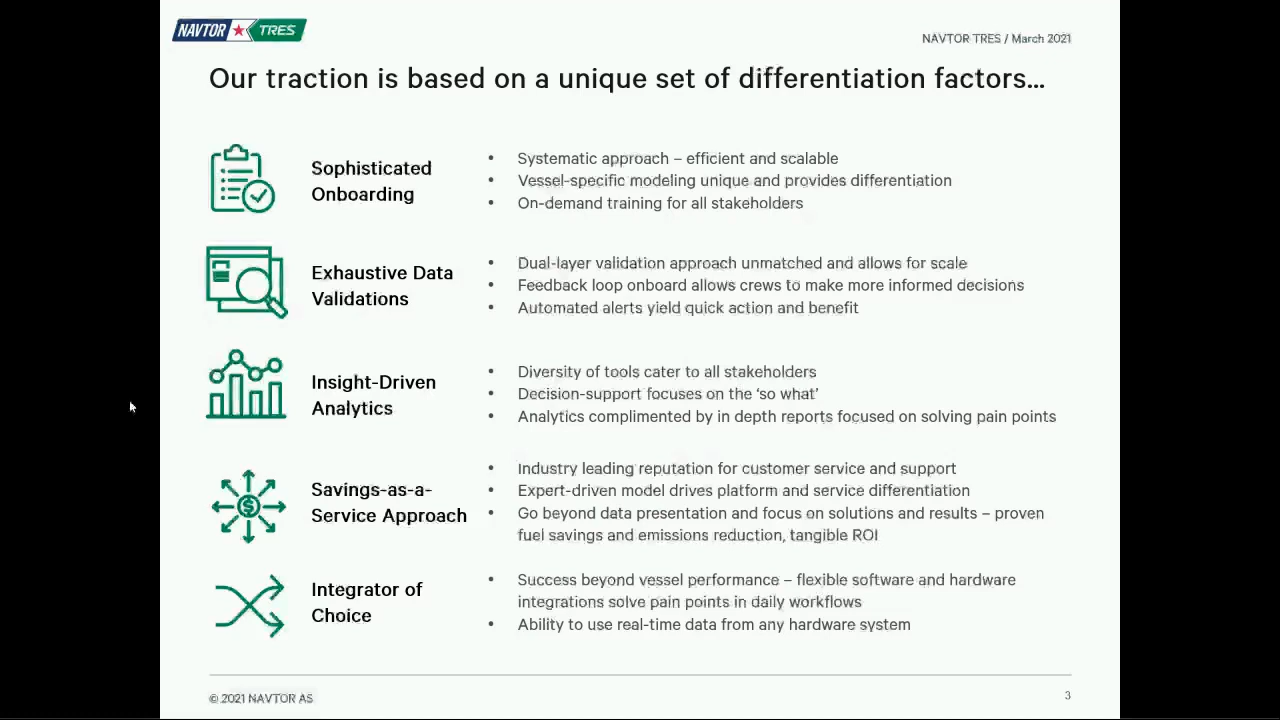 NAVTOR TRES
NAVTOR TRES / March 2021
Our traction is based on a unique set of differentiation factors...
Sophisticated
Onboarding
• Systematic approach – efficient and scalable
• Vessel-specific modeling unique and provides differentiation
• On-demand training for all stakeholders
Exhaustive Data
Validations
• Dual-layer validation approach unmatched and allows for scale
• Feedback loop onboard allows crews to make more informed decisions
• Automated alerts yield quick action and benefit
Insight-Driven
Analytics
• Diversity of tools cater to all stakeholders
• Decision-support focuses on the ‘so what’
• Analytics complimented by in depth reports focused on solving pain points
Savings-as-a-
Service Approach
• Industry leading reputation for customer service and support
• Expert-driven model drives platform and service differentiation
• Go beyond data presentation and focus on solutions and results – proven
fuel savings and emissions reduction, tangible ROI
Integrator of
Choice
• Success beyond vessel performance – flexible software and hardware
integrations solve pain points in daily workflows
• Ability to use real-time data from any hardware system
© 2021 NAVTOR AS
3